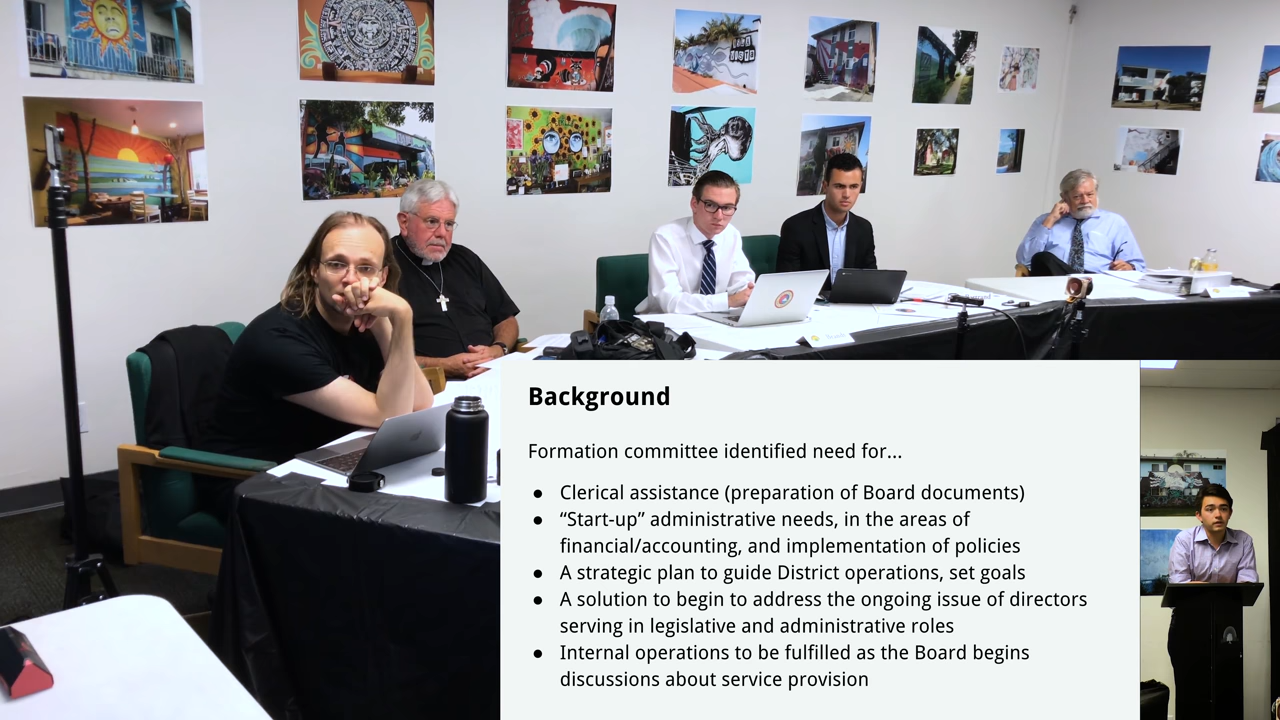 ISLA
VISTA
Background
Formation committee identified need for...
● Clerical assistance (preparation of Board documents)
● “Start-up” administrative needs, in the areas of
financial/accounting, and implementation of policies
● A strategic plan to guide District operations, set goals
● A solution to begin to address the ongoing issue of directors
serving in legislative and administrative roles
● Internal operations to be fulfilled as the Board begins
discussions about service provision